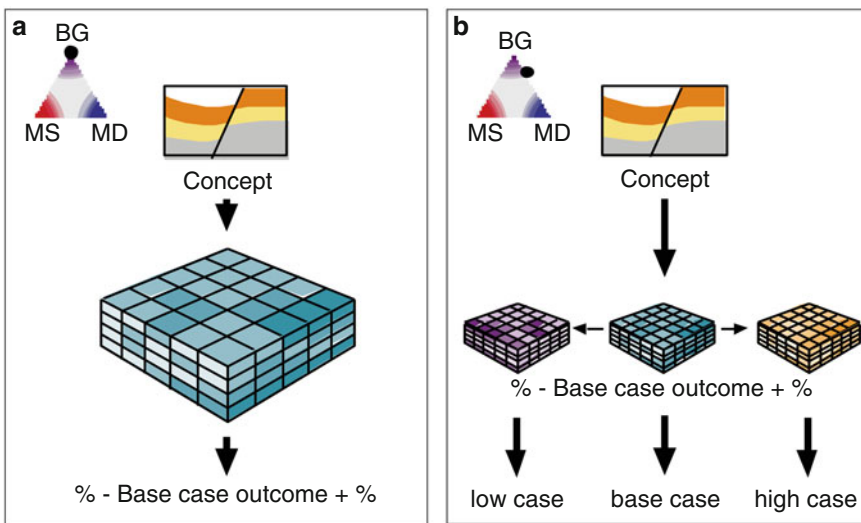 a
BG
MS MD
Concept
% - Base case outcome + %
b
BG
MS MD
Concept
% - Base case outcome + %
low case base case high case